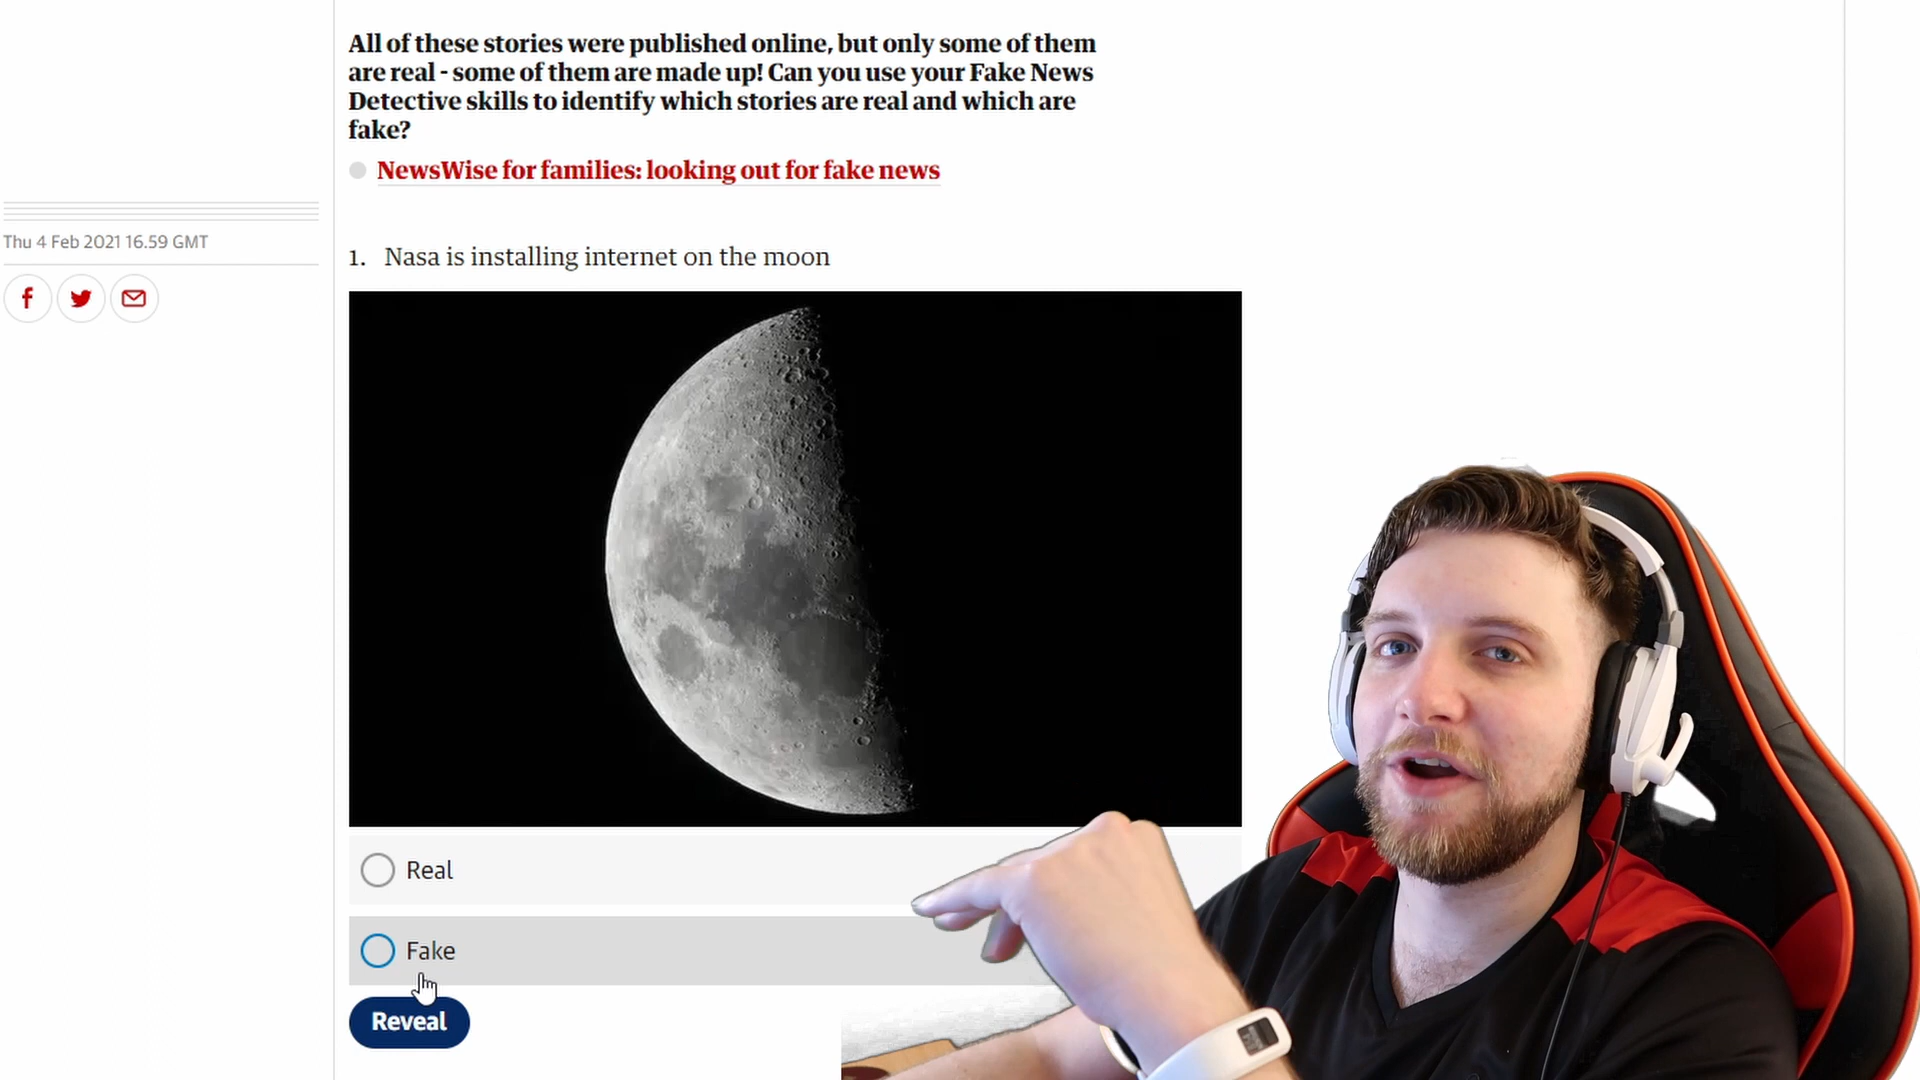 All of these stories were published online, but only some of them
are real - some of them are made up! Can you use your Fake News
Detective skills to identify which stories are real and which are
fake?
NewsWise for families: looking out for fake news
Thu 4 Feb 2021 16.59 GMT
1. Nasa is installing internet on the moon
Real
Fake
Reveal